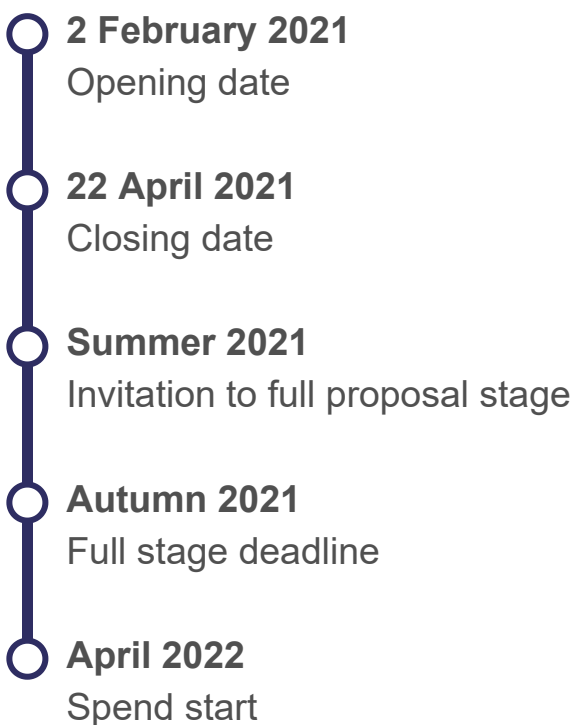 2 February 2021
Opening date
22 April 2021
Closing date
Summer 2021
Invitation to full proposal stage
Autumn 2021
Full stage deadline
April 2022
Spend start